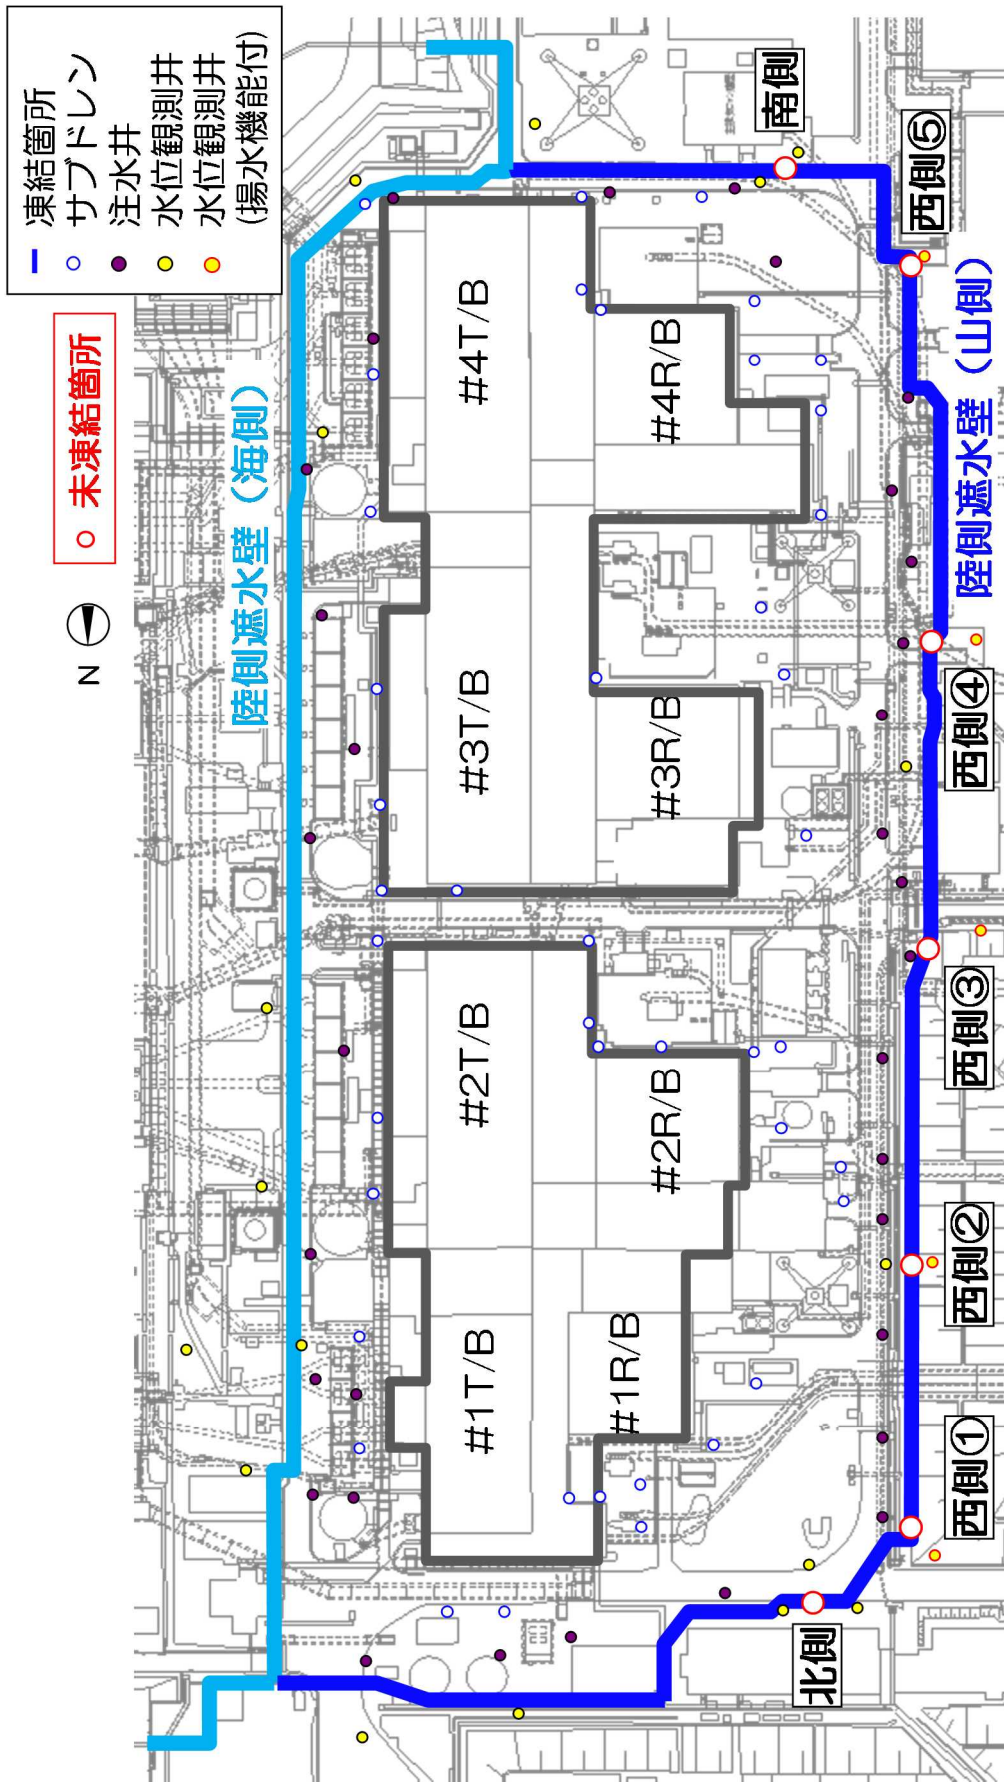 凍結箇所
サブドレン
注水井
水位観測井
水位観測井
(揚水機能付)
未凍結箇所
N
陸側遮水壁（海側）
#1T/B
#2T/B
#3T/B
#4T/B
#1R/B
#2R/B
#3R/B
#4R/B
陸側遮水壁（山側）
北側
南側
西側①
西側②
西側③
西側④
西側⑤